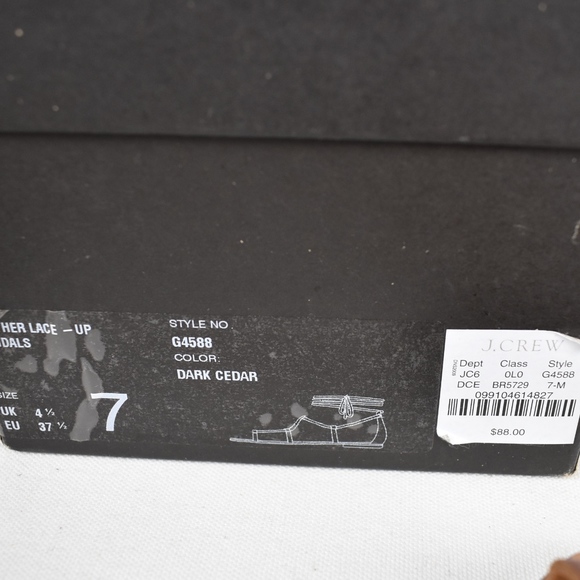 THER LACE – UP
DALS
SIZE
UK 4 ½
EU 37 ½
7
STYLE NO
G4588
COLOR:
DARK CEDAR
J.CREW
Dept Class Style
JC6 0L0 G4588
DCE BR5729 7-M
099104614827
$88.00